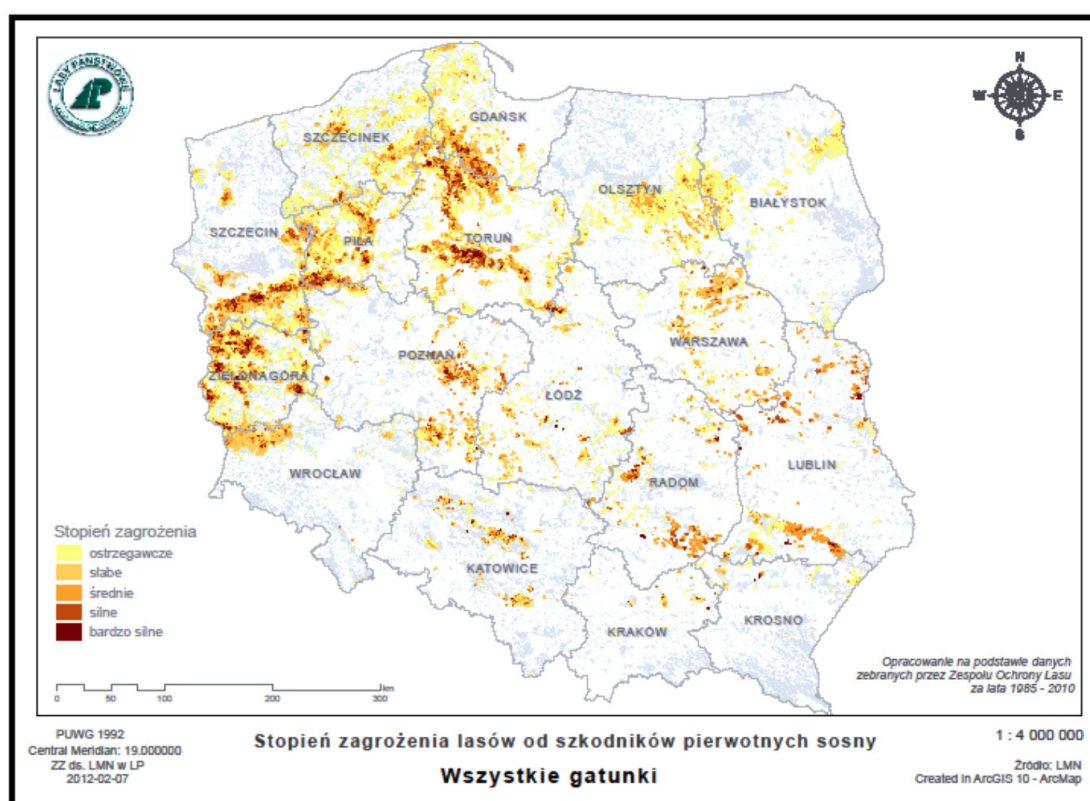 LASY PAŃSTWOWE
N
W E
S
GDAŃSK
SZCZECINEK
OLSZTYN
BIAŁYSTOK
SZCZECIN
PIŁA
TORUŃ
WARSZAWA
POZNAŃ
ZIELONAGÓRA
ŁÓDŹ
LUBLIN
WROCŁAW
RADOM
Stopień zagrożenia
ostrzegawcze
słabe
średnie
silne
bardzo silne
KATOWICE
KRAKÓW
KROSNO
Opracowanie na podstawie danych
zebranych przez Zespołu Ochrony Lasu
za lata 1985 - 2010
0 50 100 200 300 km
PUWG 1992
Central Meridian: 19.000000
ZZ ds. LMN w LP
2012-02-07
Stopień zagrożenia lasów od szkodników pierwotnych sosny
Wszystkie gatunki
1 : 4 000 000
Źródło: LMN
Created in ArcGIS 10 - ArcMap